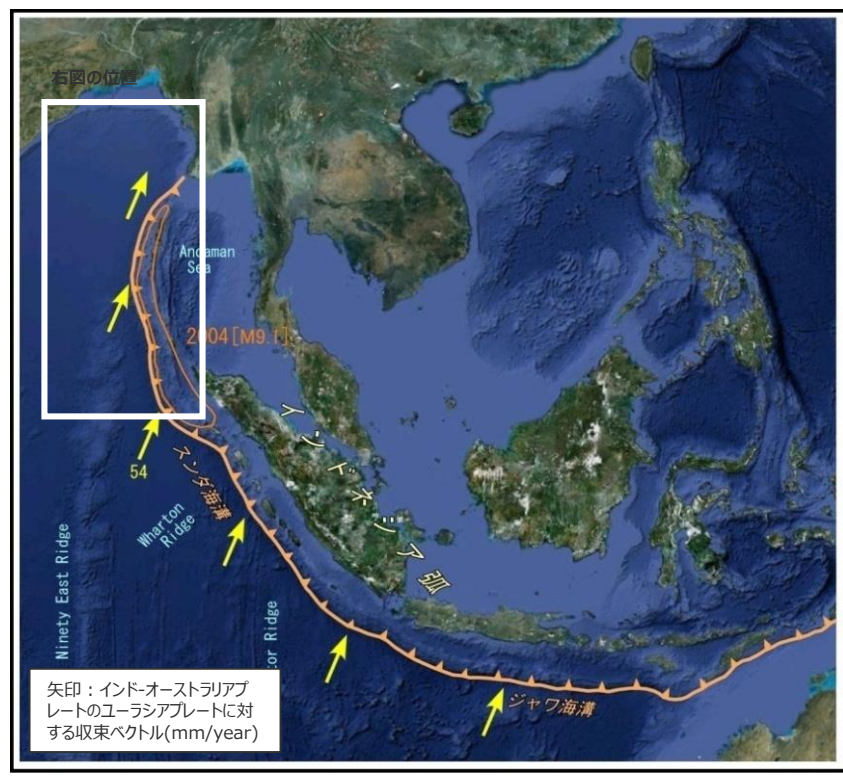 右図の位置
Andaman
Sea
2004[M9.1]
インドネジア弧
54
スンダ海溝
Wharton
Ridge
Ninety East Ridge
tor Ridge
ジャワ海溝
矢印：インド-オーストラリアプ
レートのユーラシアプレートに対
する収束ベクトル(mm/year)